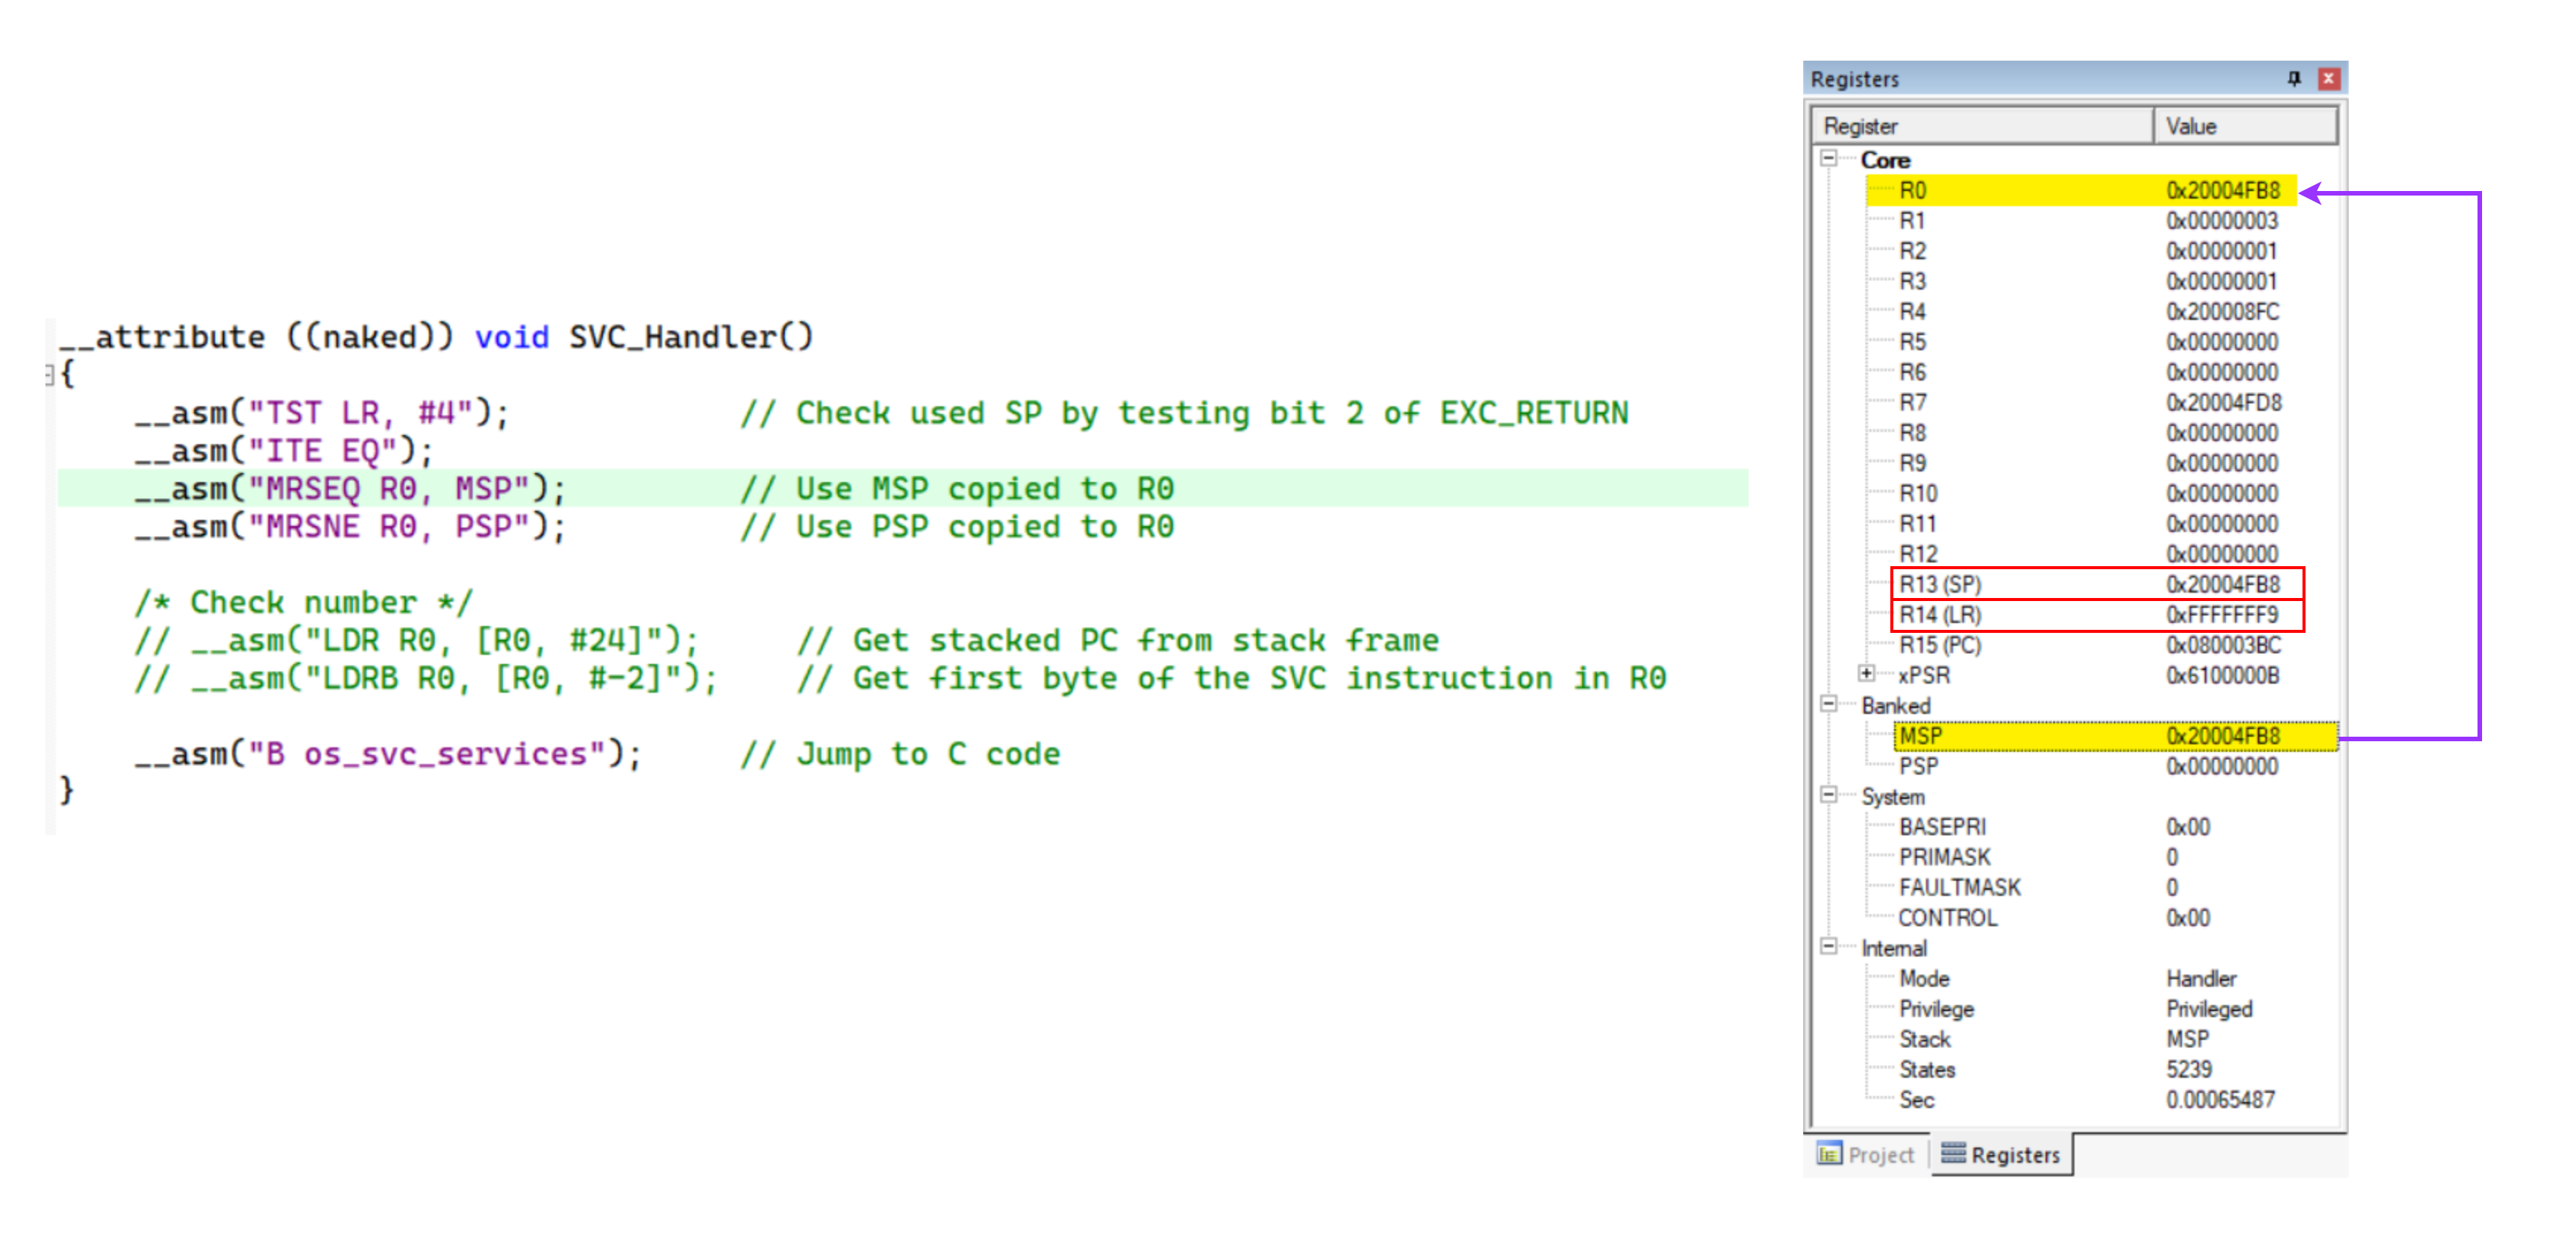 __attribute ((naked)) void SVC_Handler()
{
__asm("TST LR, #4"); // Check used SP by testing bit 2 of EXC_RETURN
__asm("ITE EQ");
__asm("MRSEQ R0, MSP"); // Use MSP copied to R0
__asm("MRSNE R0, PSP"); // Use PSP copied to R0
/* Check number */
// __asm("LDR R0, [R0, #24]"); // Get stacked PC from stack frame
// __asm("LDRB R0, [R0, #-2]"); // Get first byte of the SVC instruction in R0
__asm("B os_svc_services"); // Jump to C code
}
Registers
Register Value
Core
R0 0x20004FB8
R1 0x00000003
R2 0x00000001
R3 0x00000001
R4 0x200008FC
R5 0x00000000
R6 0x00000000
R7 0x20004FD8
R8 0x00000000
R9 0x00000000
R10 0x00000000
R11 0x00000000
R12 0x00000000
R13 (SP) 0x20004FB8
R14 (LR) 0xFFFFFFF9
R15 (PC) 0x080003BC
xPSR 0x6100000B
Banked
MSP 0x20004FB8
PSP 0x00000000
System
BASEPRI 0x00
PRIMASK 0
FAULTMASK 0
CONTROL 0x00
Internal
Mode Handler
Privilege Privileged
Stack MSP
States 5239
Sec 0.00065487
Project Registers